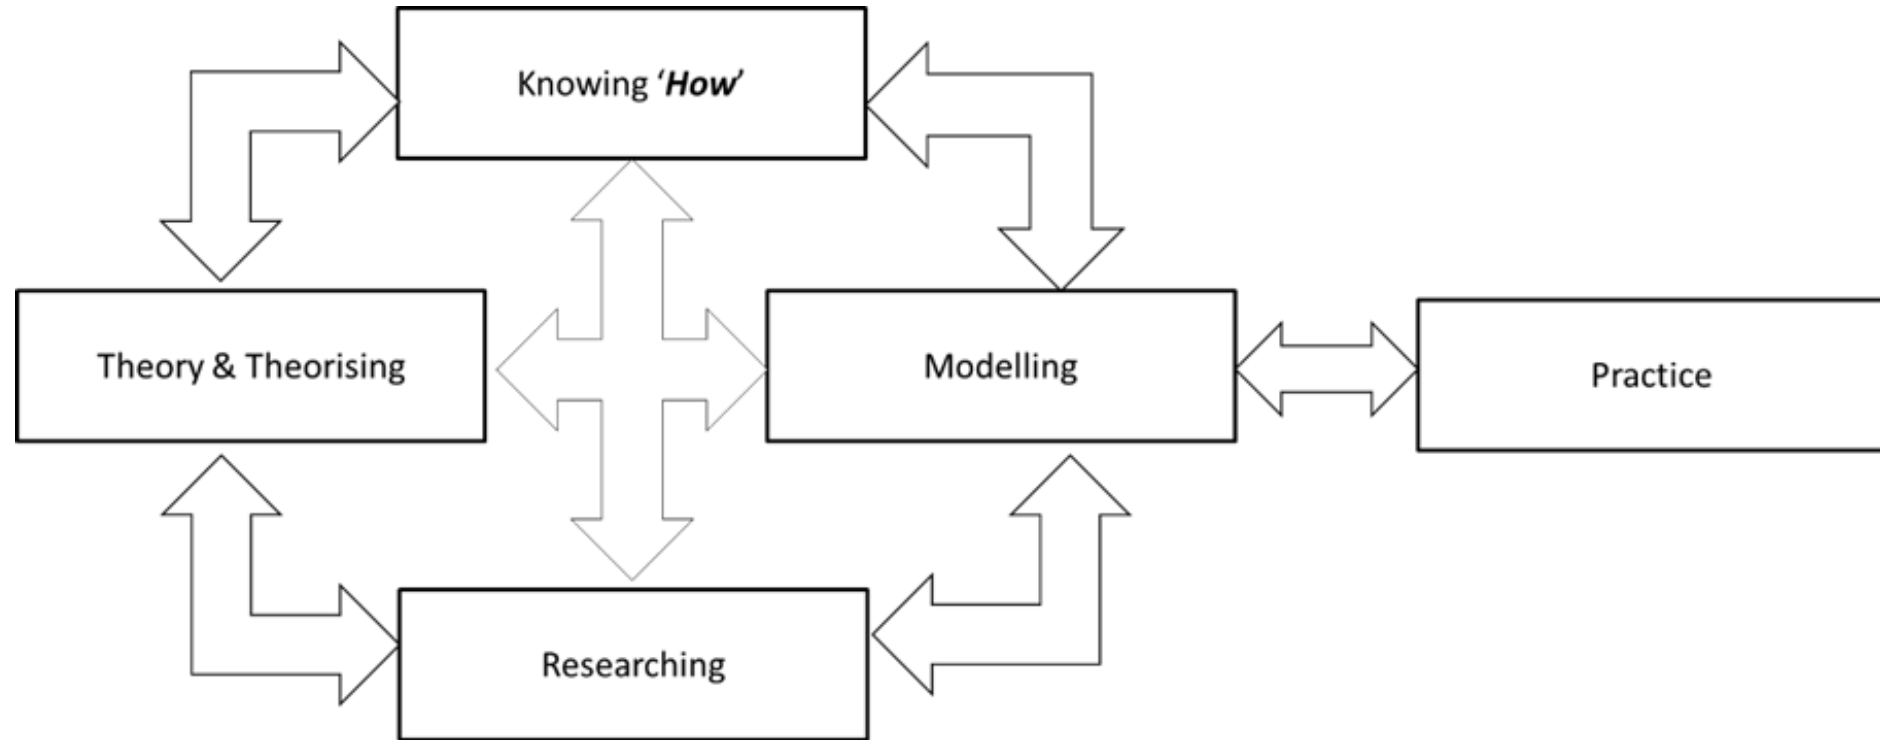 Knowing ‘How’
Theory & Theorising
Modelling
Practice
Researching